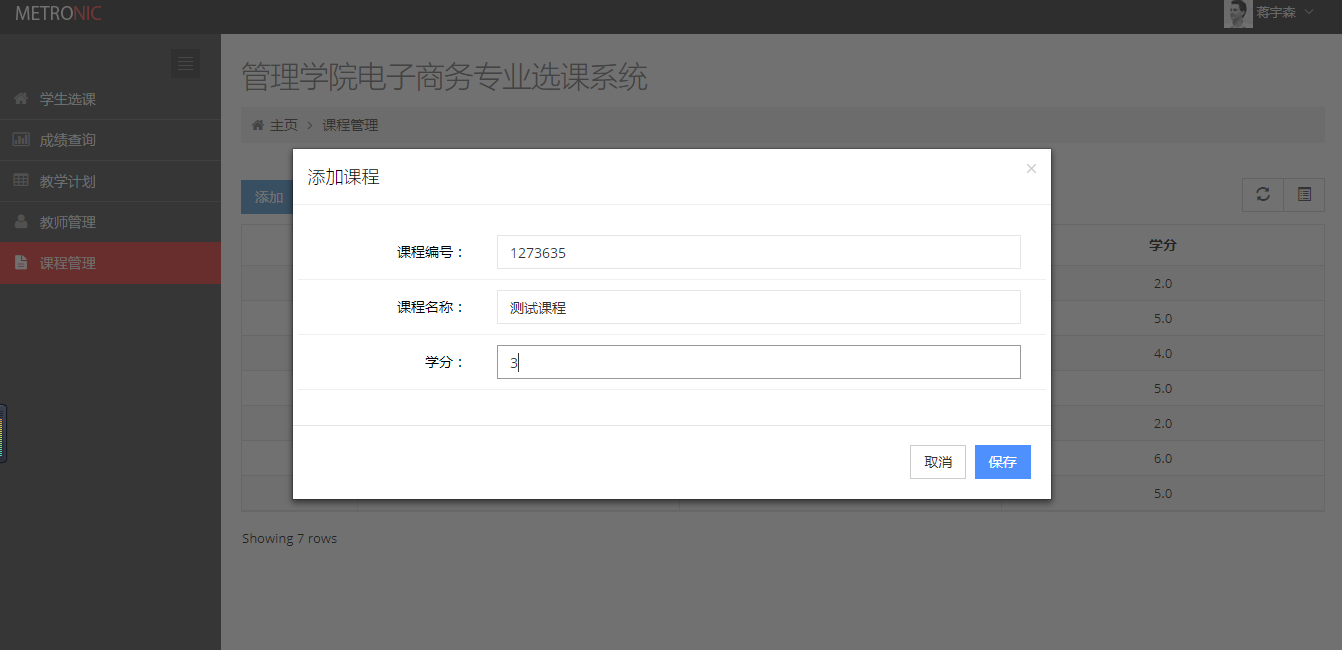 METRONIC
蒋宇森
管理学院电子商务专业选课系统
学生选课
成绩查询
教学计划
教师管理
课程管理
主页 > 课程管理
添加
添加课程
×
课程编号：
1273635
课程名称：
测试课程
学分：
3
取消
保存
学分
2.0
5.0
4.0
5.0
2.0
6.0
5.0
Showing 7 rows